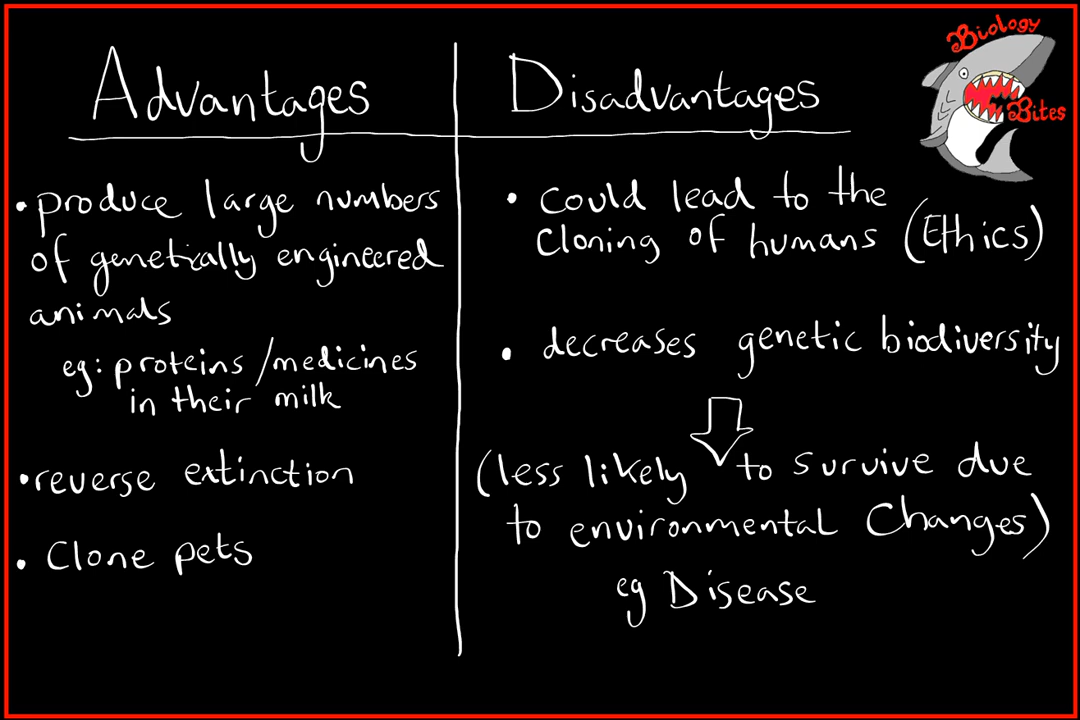 Biology
Bites
Advantages
• produce large numbers
of genetically engineered
animals
eg: proteins/medicines
in their milk
• reverse extinction
• Clone pets
Disadvantages
• Could lead to the
cloning of humans (Ethics)
• decreases genetic biodiversity
(less likely to survive due
to environmental Changes)
eg Disease